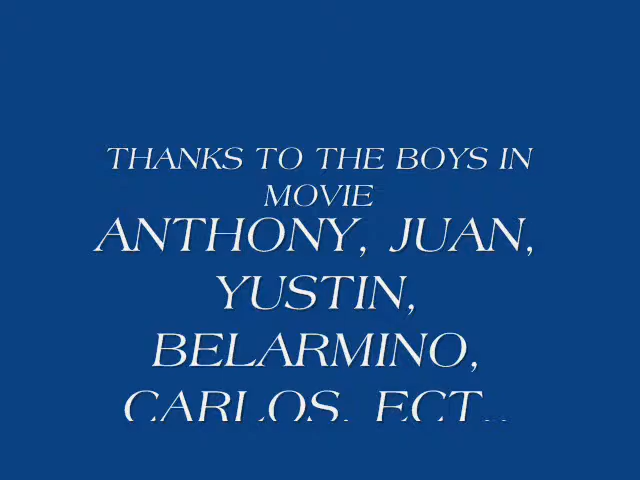 THANKS TO THE BOYS IN
MOVIE
ANTHONY, JUAN,
YUSTIN,
BELARMINO,
CARLOS, ECT..